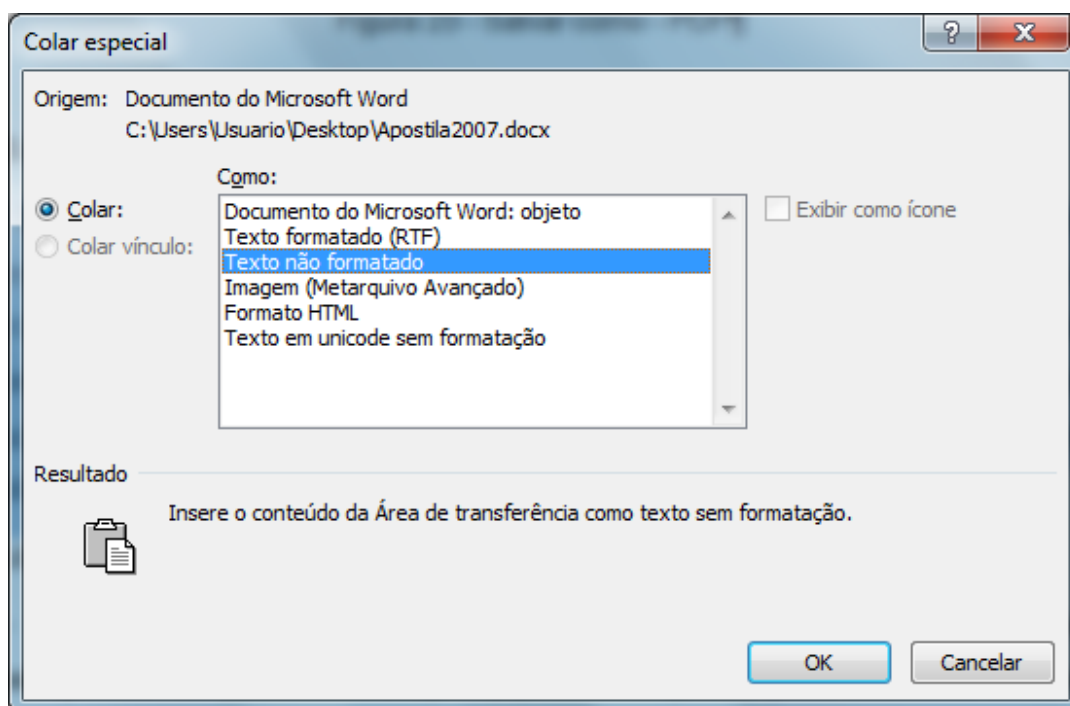 Colar especial
Origem: Documento do Microsoft Word
C:\Users\Usuario\Desktop\Apostila2007.docx
Como:
Colar:
Colar vínculo:
Documento do Microsoft Word: objeto
Texto formatado (RTF)
Texto não formatado
Imagem (Metarquivo Avançado)
Formato HTML
Texto em unicode sem formatação
Exibir como ícone
Resultado
Insere o conteúdo da Área de transferência como texto sem formatação.
OK
Cancelar